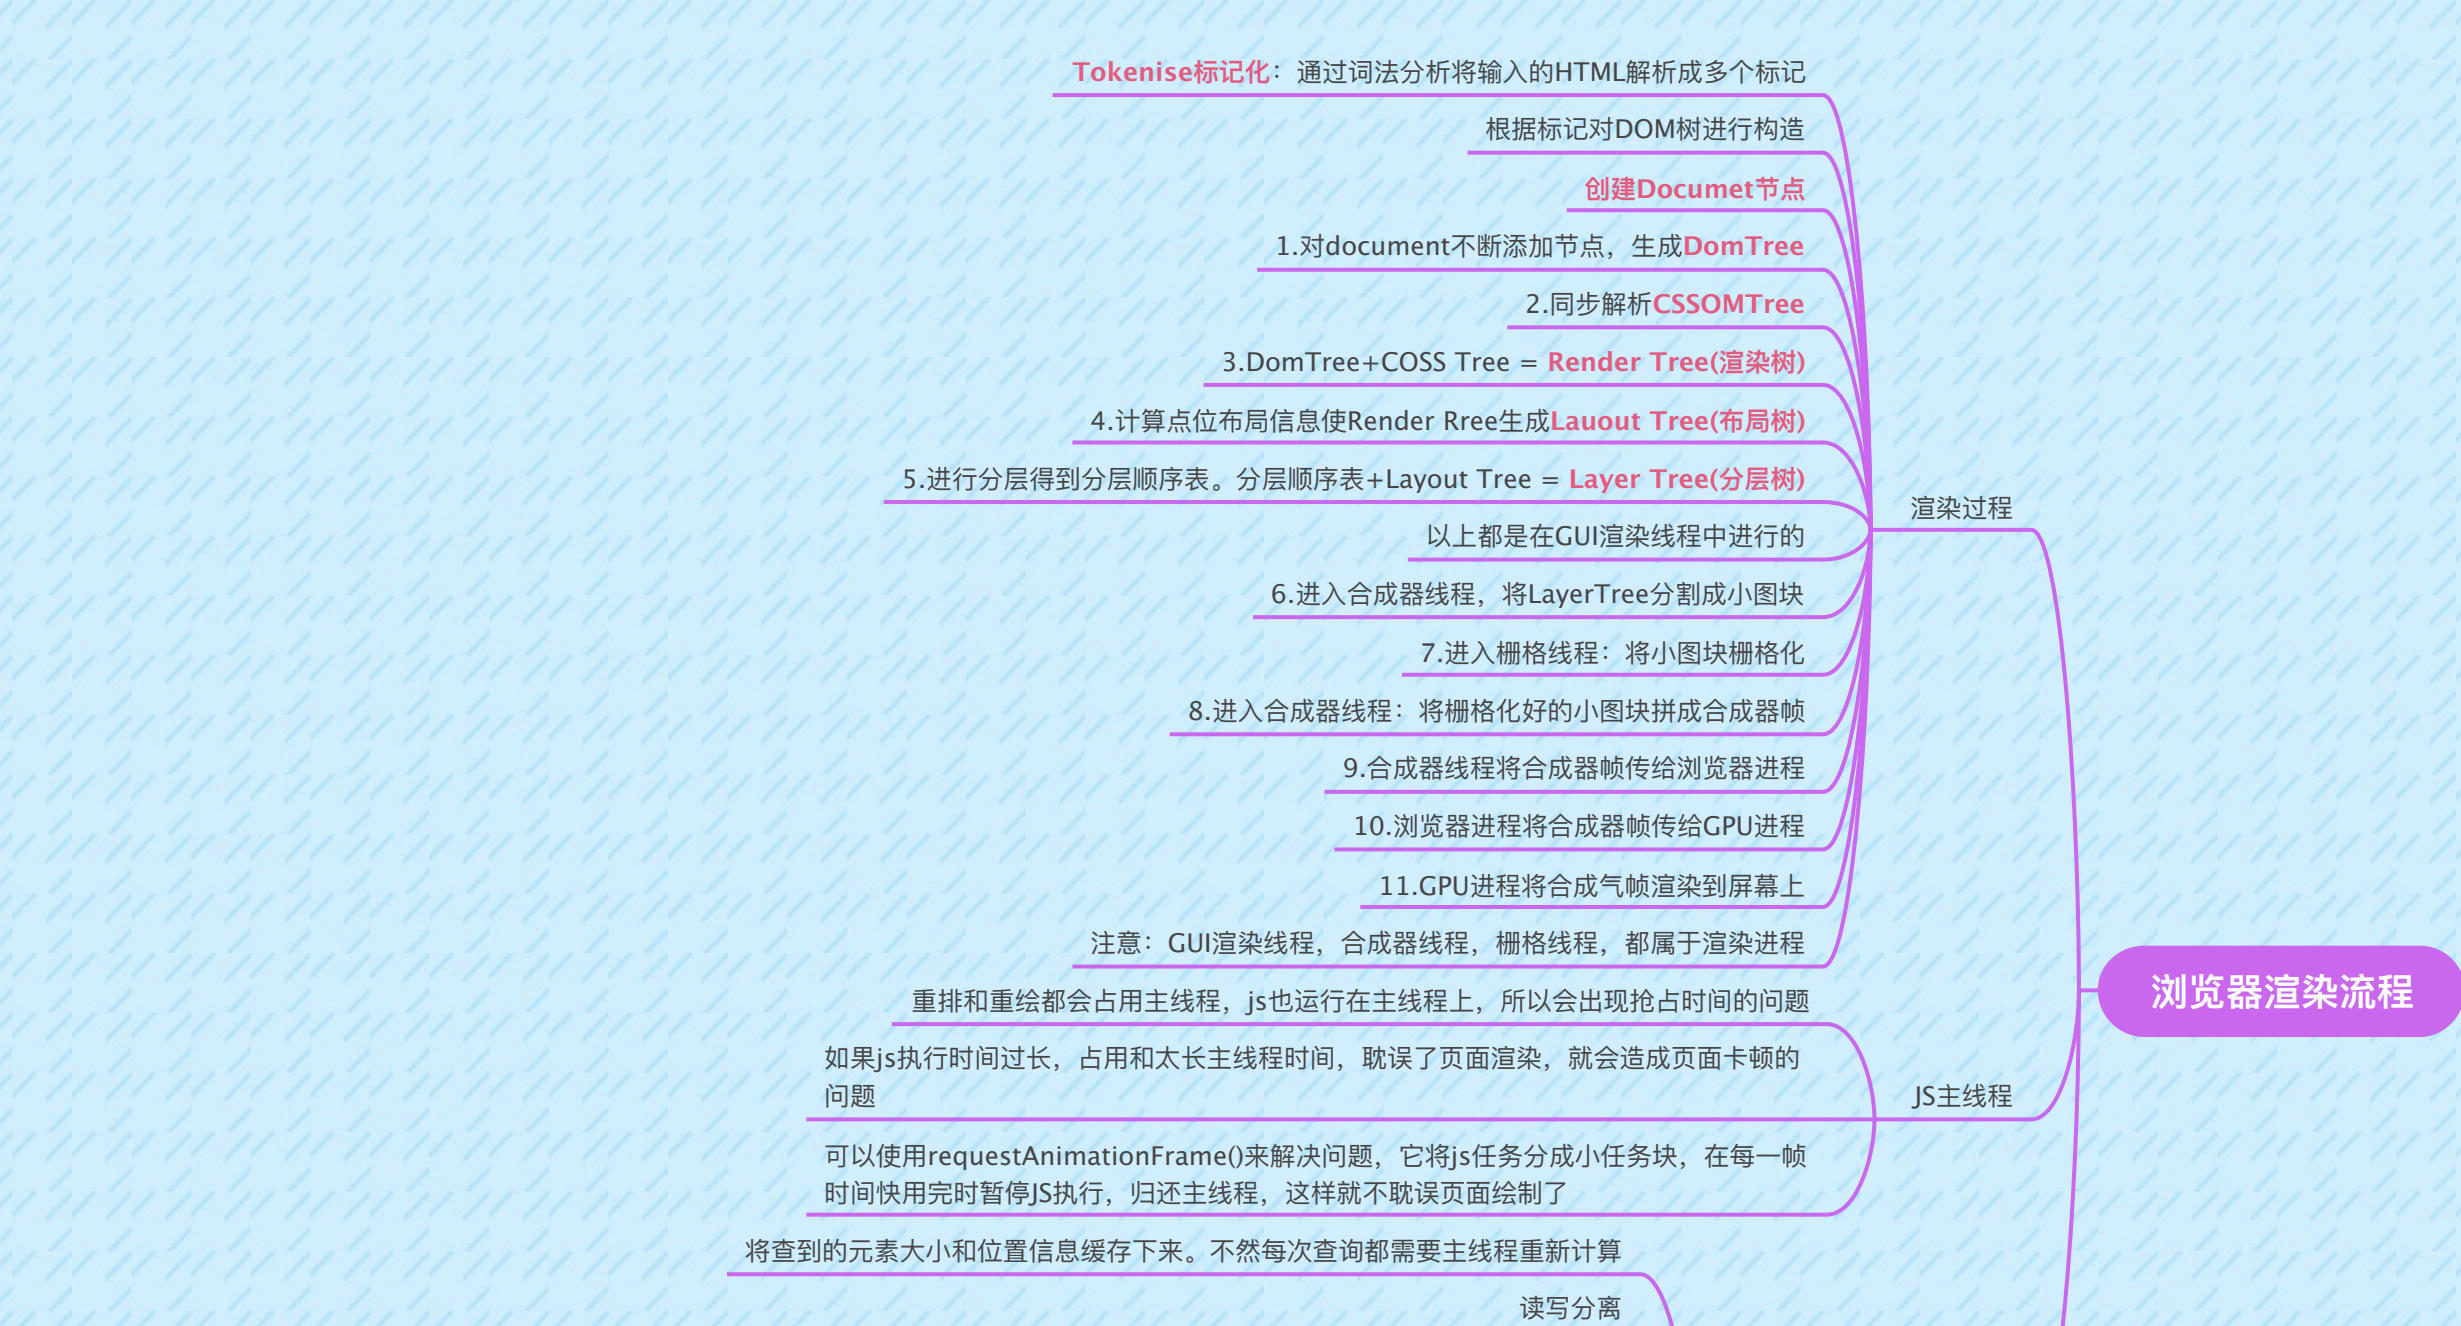 Tokenise标记化：通过词法分析将输入的HTML解析成多个标记
根据标记对DOM树进行构造
创建Documet节点
1.对document不断添加节点，生成DomTree
2.同步解析CSSOMTree
3.DomTree+COSS Tree = Render Tree(渲染树)
4.计算点位布局信息使Render Rree生成Lauout Tree(布局树)
5.进行分层得到分层顺序表。分层顺序表+Layout Tree = Layer Tree(分层树)
渲染过程
以上都是在GUI渲染线程中进行的
6.进入合成器线程，将LayerTree分割成小图块
7.进入栅格线程：将小图块栅格化
8.进入合成器线程：将栅格化好的小图块拼成合成器帧
9.合成器线程将合成器帧传给浏览器进程
10.浏览器进程将合成器帧传给GPU进程
11.GPU进程将合成气帧渲染到屏幕上
注意：GUI渲染线程，合成器线程，栅格线程，都属于渲染进程
浏览器渲染流程
重排和重绘都会占用主线程，js也运行在主线程上，所以会出现抢占时间的问题
如果js执行时间过长，占用和太长主线程时间，耽误了页面渲染，就会造成页面卡顿的
问题
JS主线程
可以使用requestAnimationFrame()来解决问题，它将js任务分成小任务块，在每一帧
时间快用完时暂停JS执行，归还主线程，这样就不耽误页面绘制了
将查到的元素大小和位置信息缓存下来。不然每次查询都需要主线程重新计算
读写分离